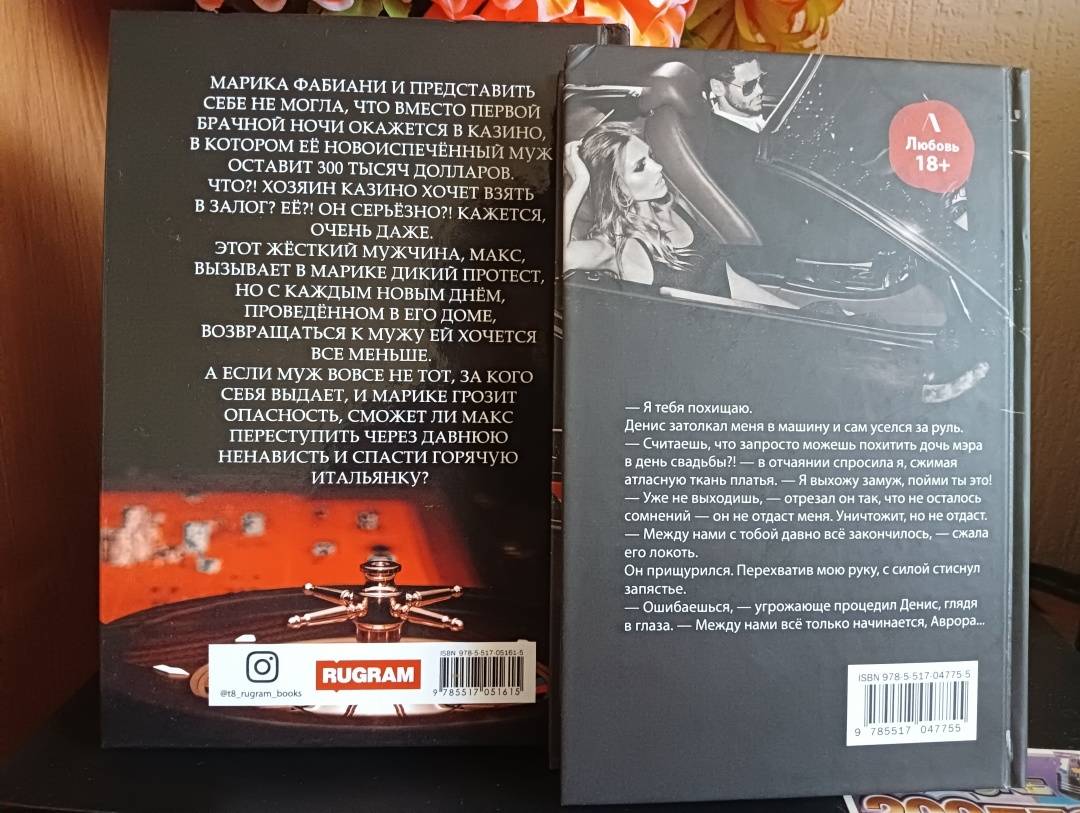 МАРИКА ФАБИАНИ И ПРЕДСТАВИТЬ
СЕБЕ НЕ МОГЛА, ЧТО ВМЕСТО ПЕРВОЙ
БРАЧНОЙ НОЧИ ОКАЖЕТСЯ В КАЗИНО,
В КОТОРОМ ЕЁ НОВОИСПЕЧЁННЫЙ МУЖ
ОСТАВИТ 300 ТЫСЯЧ ДОЛЛАРОВ.
ЧТО?! ХОЗЯИН КАЗИНО ХОЧЕТ ВЗЯТЬ
В ЗАЛОГ? ЕЁ?! ОН СЕРЬЁЗНО?! КАЖЕТСЯ,
ОЧЕНЬ ДАЖЕ.
ЭТОТ ЖЁСТКИЙ МУЖЧИНА, МАКС,
ВЫЗЫВАЕТ В МАРИКЕ ДИКИЙ ПРОТЕСТ,
НО С КАЖДЫМ НОВЫМ ДНЁМ,
ПРОВЕДЁННОМ В ЕГО ДОМЕ,
ВОЗВРАЩАТЬСЯ К МУЖУ ЕЙ ХОЧЕТСЯ
ВСЕ МЕНЬШЕ.
А ЕСЛИ МУЖ ВОВСЕ НЕ ТОТ, ЗА КОГО
СЕБЯ ВЫДАЕТ, И МАРИКЕ ГРОЗИТ
ОПАСНОСТЬ, СМОЖЕТ ЛИ МАКС
ПЕРЕСТУПИТЬ ЧЕРЕЗ ДАВНЮЮ
НЕНАВИСТЬ И СПАСТИ ГОРЯЧУЮ
ИТАЛЬЯНКУ?
@t8_rugram_books
RUGRAM
ISBN 978-5-517-05161-5
9 785517 051615
Λ
Любовь
18+
— Я тебя похищаю.
Денис затолкал меня в машину и сам уселся за руль.
— Считаешь, что запросто можешь похитить дочь мэра
в день свадьбы?! — в отчаянии спросила я, сжимая
атласную ткань платья. — Я выхожу замуж, пойми ты это!
— Уже не выходишь, — отрезал он так, что не осталось
сомнений — он не отдаст меня. Уничтожит, но не отдаст.
— Между нами с тобой давно всё закончилось, — сжала
его локоть.
Он прищурился. Перехватив мою руку, с силой стиснул
запястье.
— Ошибаешься, — угрожающе процедил Денис, глядя
в глаза. — Между нами всё только начинается, Аврора...
ISBN 978-5-517-04775-5
9 785517 047755